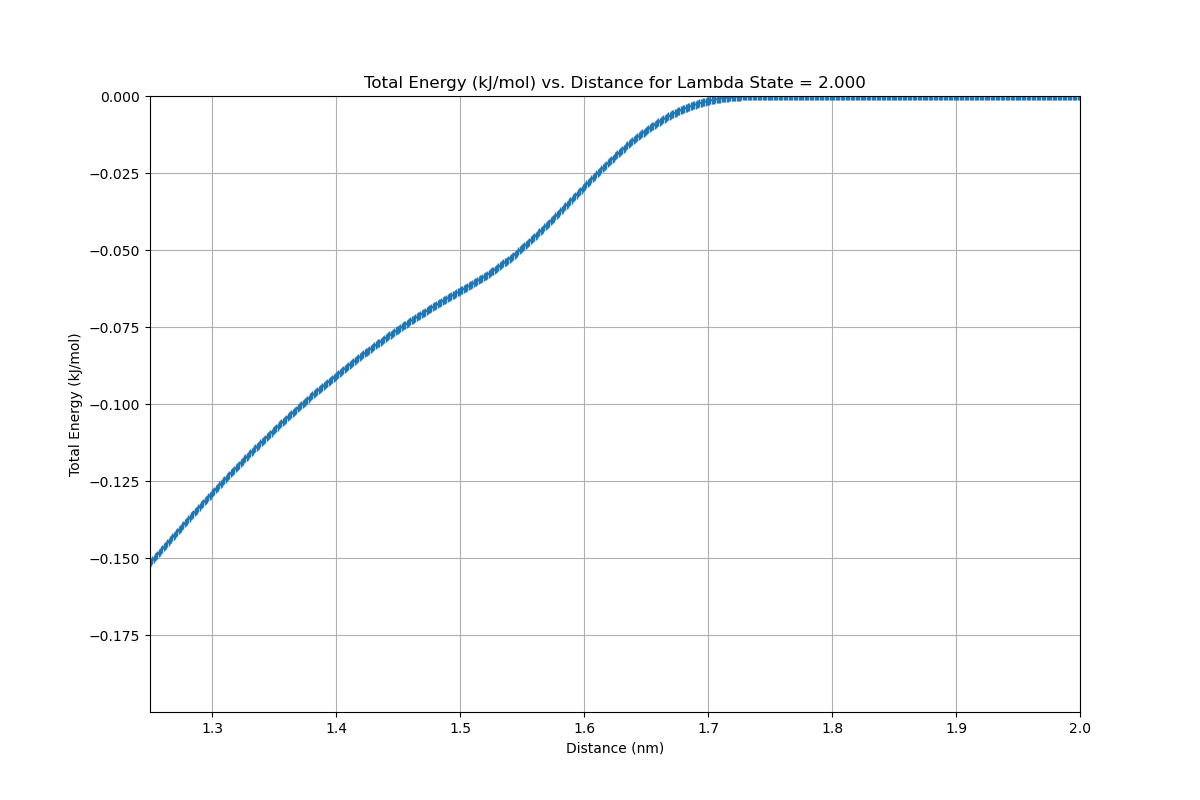 Total Energy (kJ/mol) vs. Distance for Lambda State = 2.000
0.000
−0.025
−0.050
−0.075
−0.100
−0.125
−0.150
−0.175
Total Energy (kJ/mol)
1.3 1.4 1.5 1.6 1.7 1.8 1.9 2.0
Distance (nm)